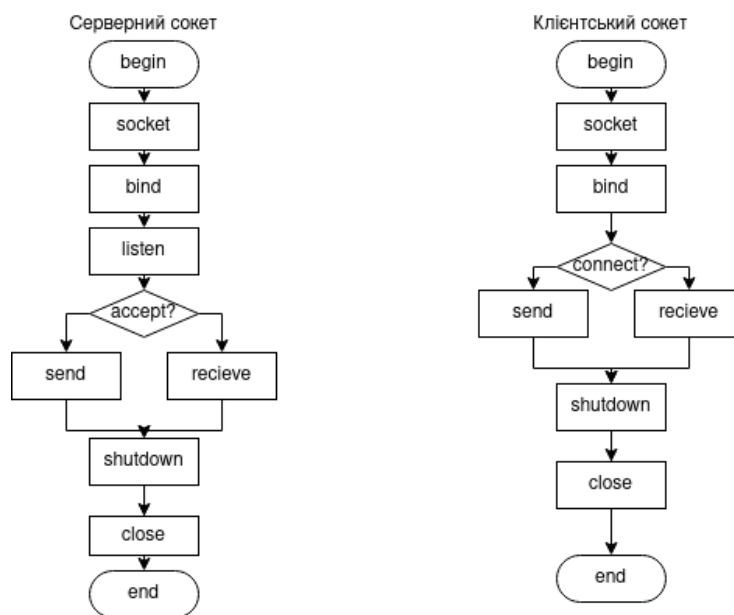 Серверний сокет
begin
socket
bind
listen
accept?
send
recieve
shutdown
close
end
Клієнтський сокет
begin
socket
bind
connect?
send
recieve
shutdown
close
end